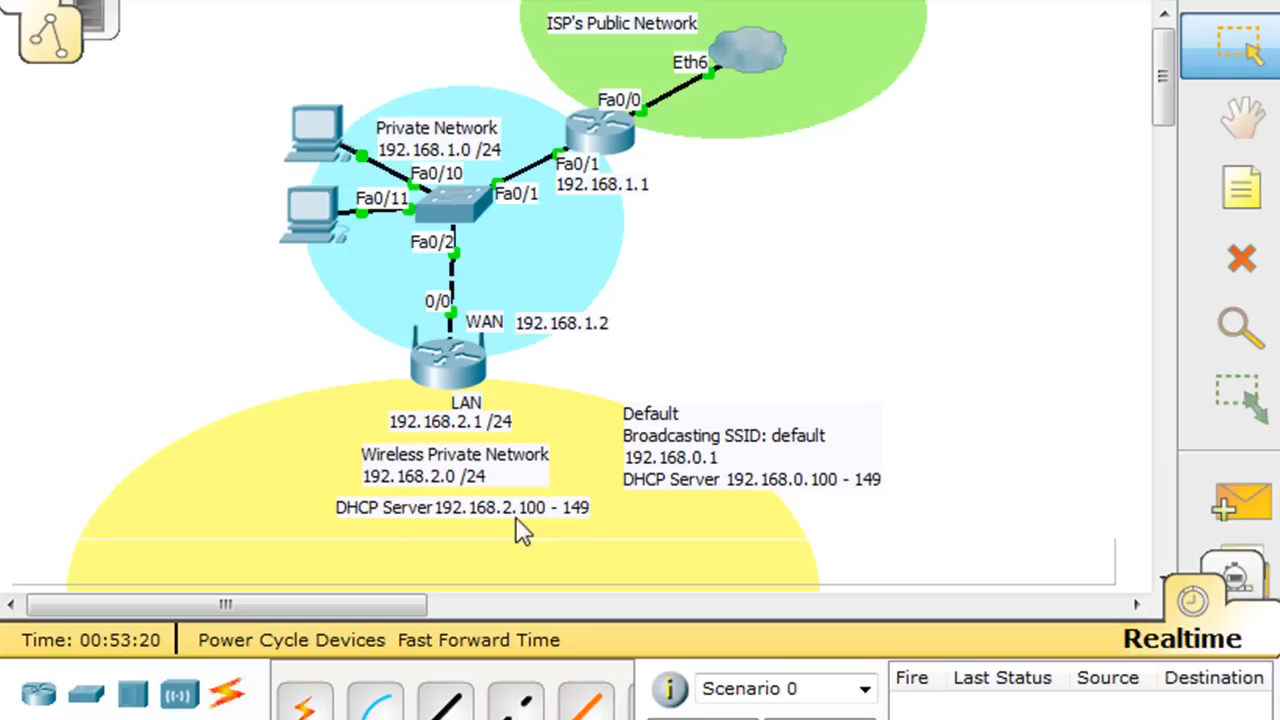 ISP's Public Network
Eth6
Fa0/0
Private Network
192.168.1.0 /24
Fa0/1
Fa0/10
192.168.1.1
Fa0/11
Fa0/1
Fa0/2
0/0
WAN
192.168.1.2
LAN
192.168.2.1 /24
Default
Broadcasting SSID: default
192.168.0.1
DHCP Server 192.168.0.100 - 149
Wireless Private Network
192.168.2.0 /24
DHCP Server192.168.2.100 - 149
Time: 00:53:20
Power Cycle Devices Fast Forward Time
Realtime
Scenario 0
Fire Last Status Source Destination